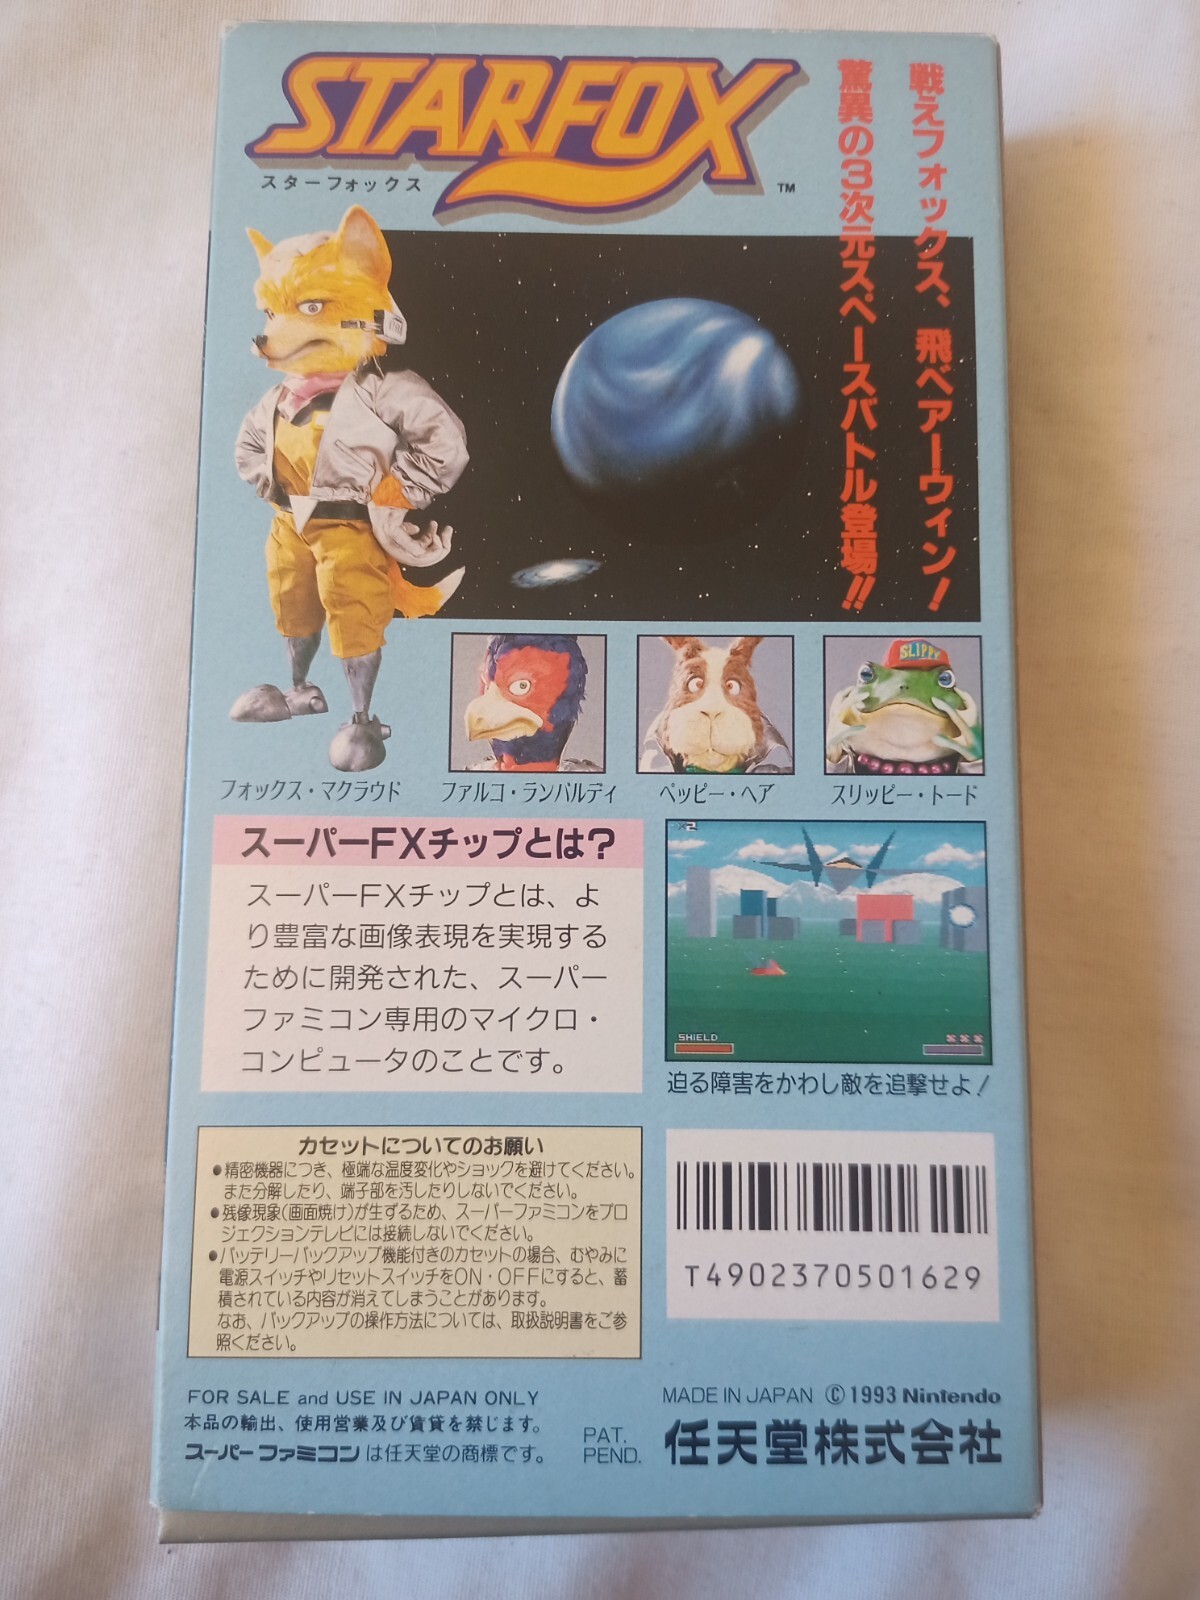 STARFOX
TM
スターフォックス
戦えフォックス、飛べアーウィン!
驚異の3次元スペースバトル登場!!
SLIPPY
フォックス・マクラウド
ファルコ・ランバルディ
ペッピー・ヘア
スリッピー・トード
スーパーFXチップとは?
スーパーFXチップとは、よ
り豊富な画像表現を実現する
ために開発された、スーパー
ファミコン専用のマイクロ・
コンピュータのことです。
×2
SHIELD
迫る障害をかわし敵を追撃せよ!
カセットについてのお願い
●精密機器につき、極端な温度変化やショックを避けてください。
また分解したり、端子部を汚したりしないでください。
●残像現象(画面焼け)が生ずるため、スーパーファミコンをプロ
ジェクションテレビには接続しないでください。
●バッテリーバックアップ機能付きのカセットの場合、むやみに
電源スイッチやリセットスイッチをON・OFFにすると、蓄
積されている内容が消えてしまうことがあります。
なお、バックアップの操作方法については、取扱説明書をご参
照ください。
T4902370501629
FOR SALE and USE IN JAPAN ONLY
本品の輸出、使用営業及び賃貸を禁じます。
スーパーファミコンは任天堂の商標です。
PAT.
PEND.
MADE IN JAPAN © 1993 Nintendo
任天堂株式会社